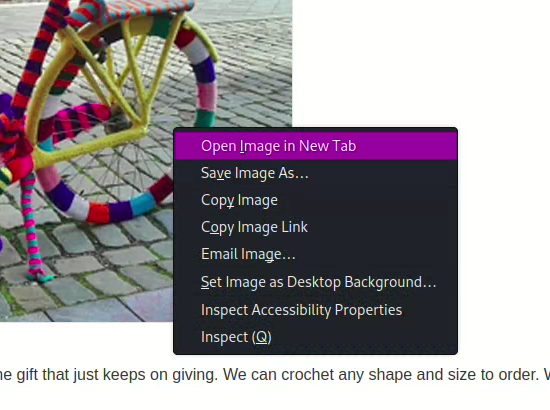 Open Image in New Tab
Save Image As…
Copy Image
Copy Image Link
Email Image…
Set Image as Desktop Background…
Inspect Accessibility Properties
Inspect (Q)
gift that just keeps on giving. We can crochet any shape and size to order.